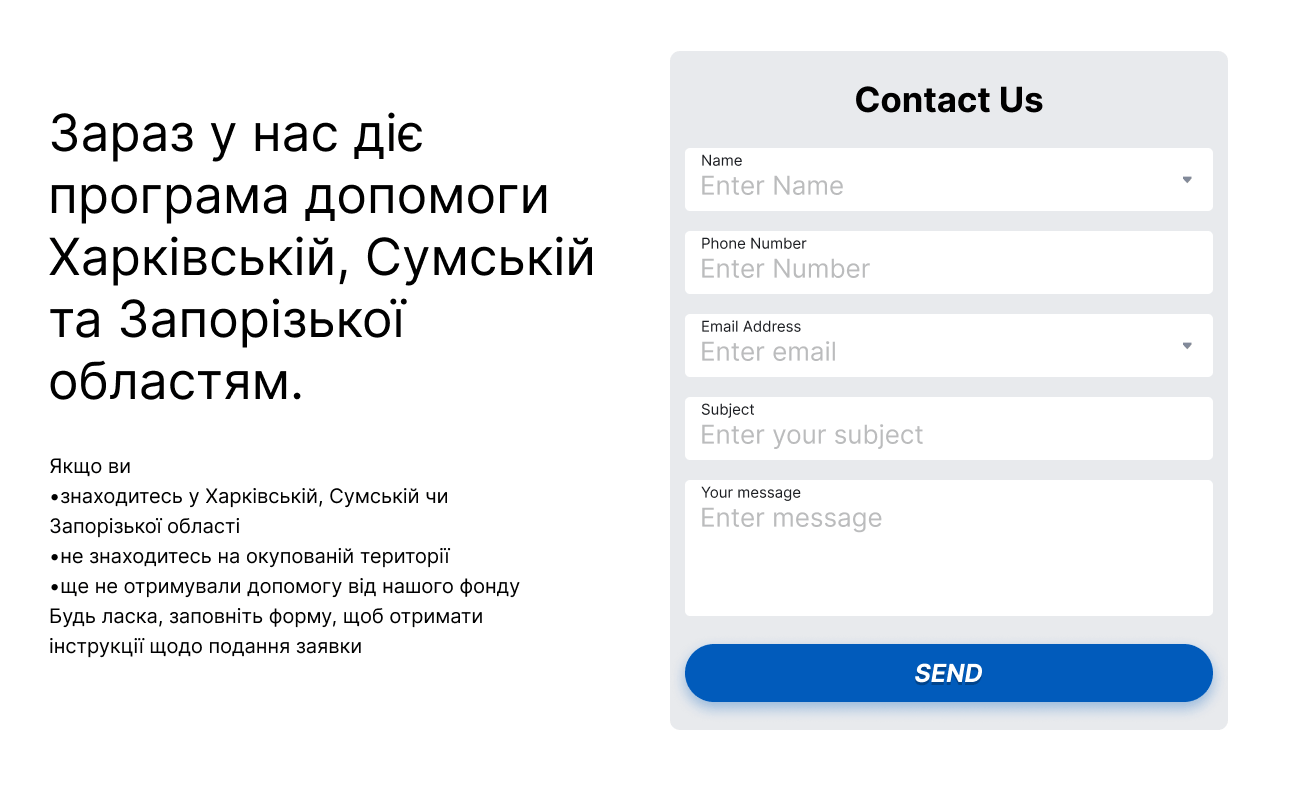 Зараз у нас діє
програма допомоги
Харківській, Сумській
та Запорізької
областям.
Якщо ви
•знаходитесь у Харківській, Сумській чи
Запорізької області
•не знаходитесь на окупованій території
•ще не отримували допомогу від нашого фонду
Будь ласка, заповніть форму, щоб отримати
інструкції щодо подання заявки
Contact Us
Name
Enter Name
Phone Number
Enter Number
Email Address
Enter email
Subject
Enter your subject
Your message
Enter message
SEND